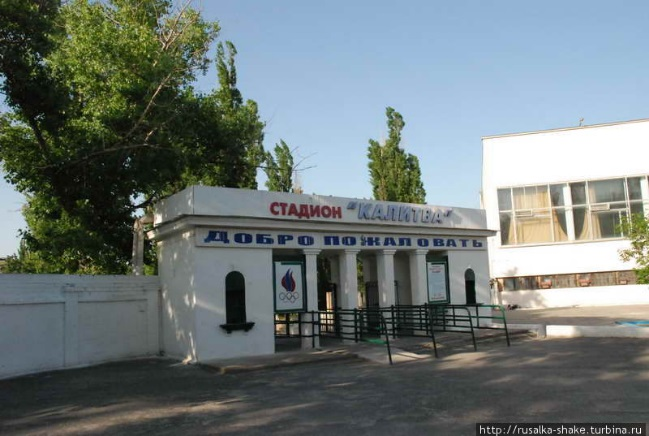 СТАДИОН "КАЛИТВА"
ДОБРО ПОЖАЛОВАТЬ
http://rusalka-shake.turbina.ru